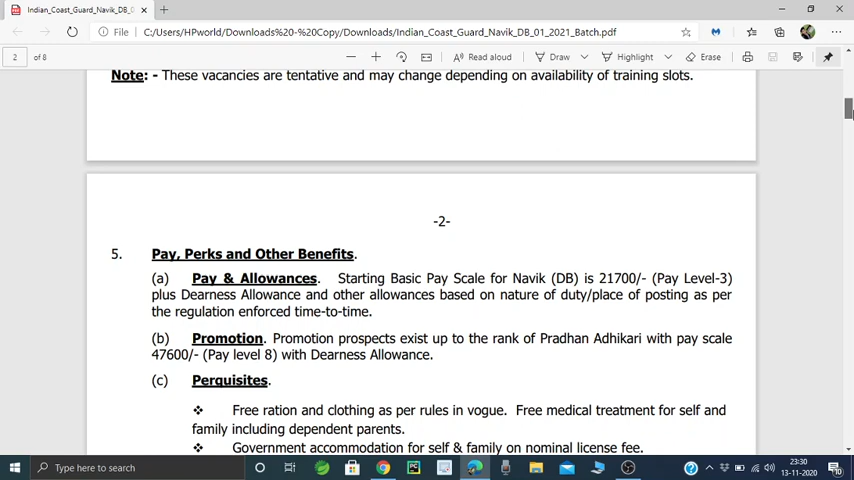 Indian_Coast_Guard_Navik_DB_0
File
C:/Users/HPworld/Downloads%20-%20Copy/Downloads/Indian_Coast_Guard_Navik_DB_01_2021_Batch.pdf
2 of 8
Read aloud
Draw
Highlight
Erase
Note: - These vacancies are tentative and may change depending on availability of training slots.
-2-
5. Pay, Perks and Other Benefits.
(a) Pay & Allowances. Starting Basic Pay Scale for Navik (DB) is 21700/- (Pay Level-3)
plus Dearness Allowance and other allowances based on nature of duty/place of posting as per
the regulation enforced time-to-time.
(b) Promotion. Promotion prospects exist up to the rank of Pradhan Adhikari with pay scale
47600/- (Pay level 8) with Dearness Allowance.
(c) Perquisites.
❖ Free ration and clothing as per rules in vogue. Free medical treatment for self and
family including dependent parents.
❖ Government accommodation for self & family on nominal license fee.
Type here to search
23:30
13-11-2020